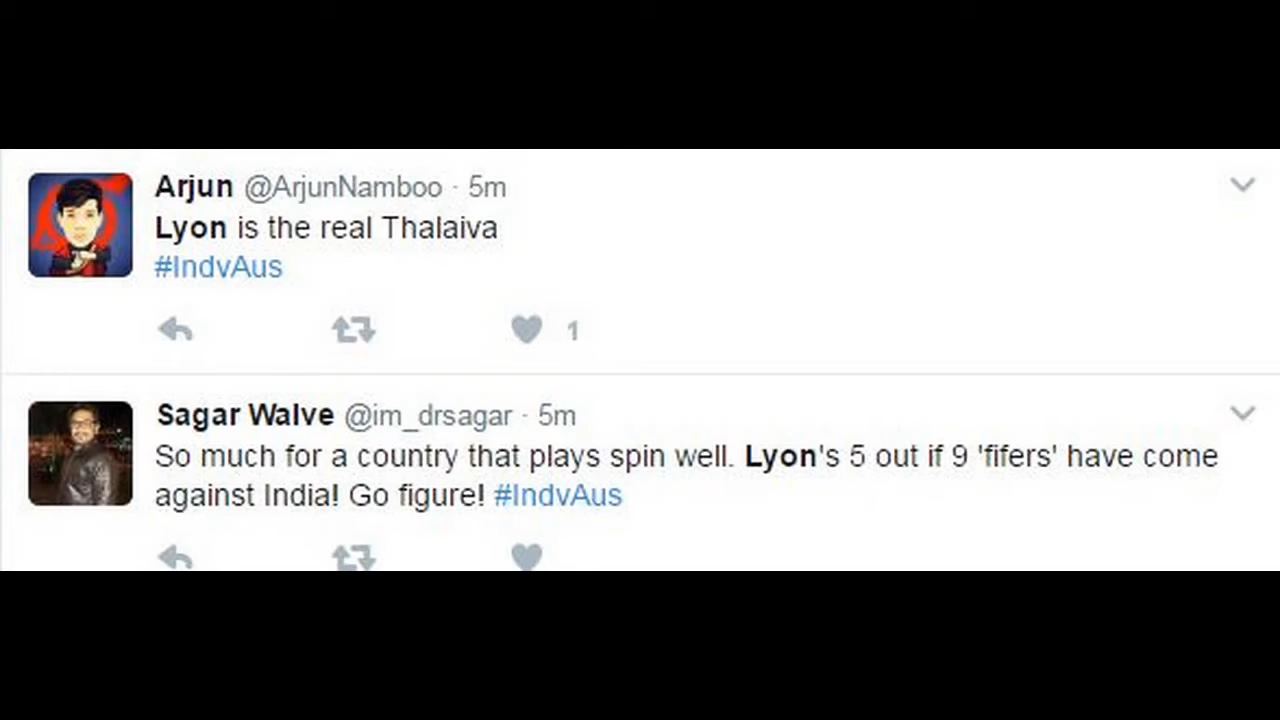 Arjun @ArjunNamboo · 5m
Lyon is the real Thalaiva
#IndvAus
1
Sagar Walve @im_drsagar · 5m
So much for a country that plays spin well. Lyon's 5 out if 9 'fifers' have come
against India! Go figure! #IndvAus